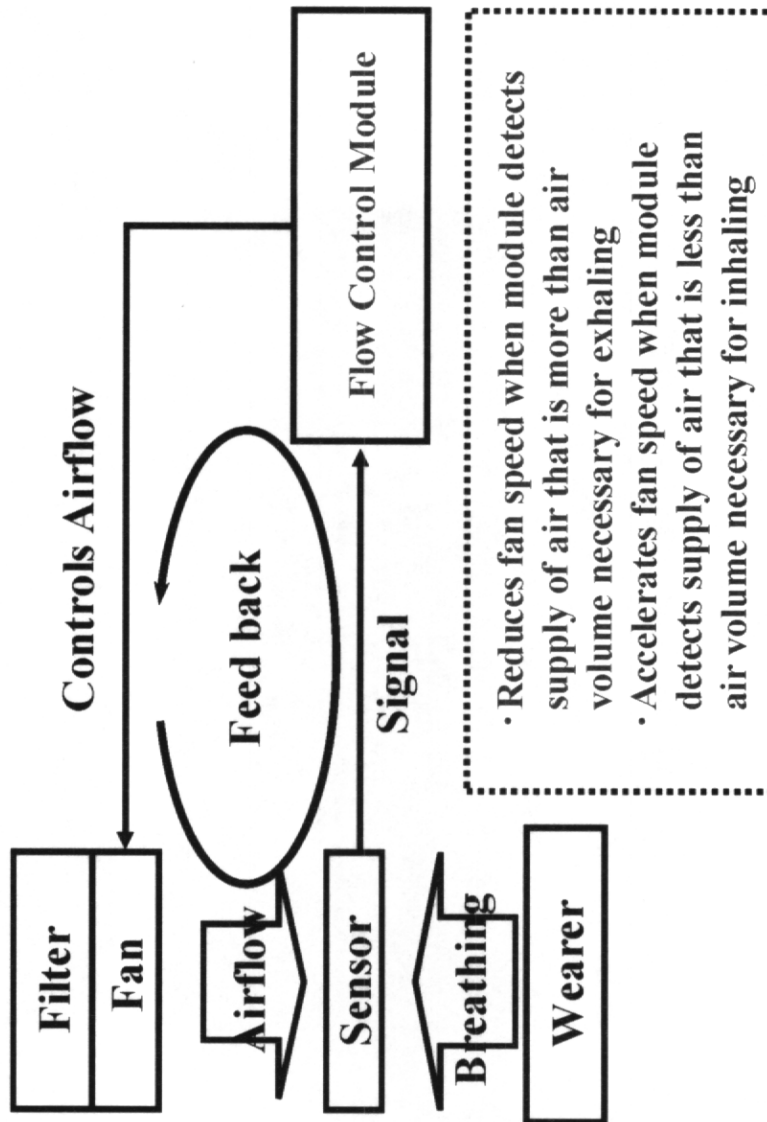 Filter
Fan
Controls Airflow
Airflow
Feed back
Sensor
Signal
Flow Control Module
Breathing
Wearer
· Reduces fan speed when module detects
supply of air that is more than air
volume necessary for exhaling
· Accelerates fan speed when module
detects supply of air that is less than
air volume necessary for inhaling